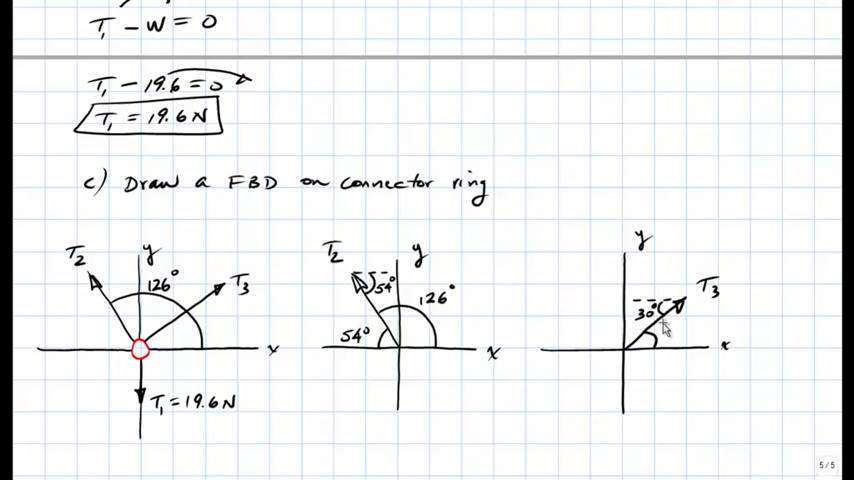 T₁ – W = 0
T₁ – 19.6 = 0
T₁ = 19.6 N
c) Draw a FBD on connector ring
T₂ y 126° T₃ x T₁ = 19.6 N
T₂ y 54° 126° 54° x
y T₃ 30° x
5/5